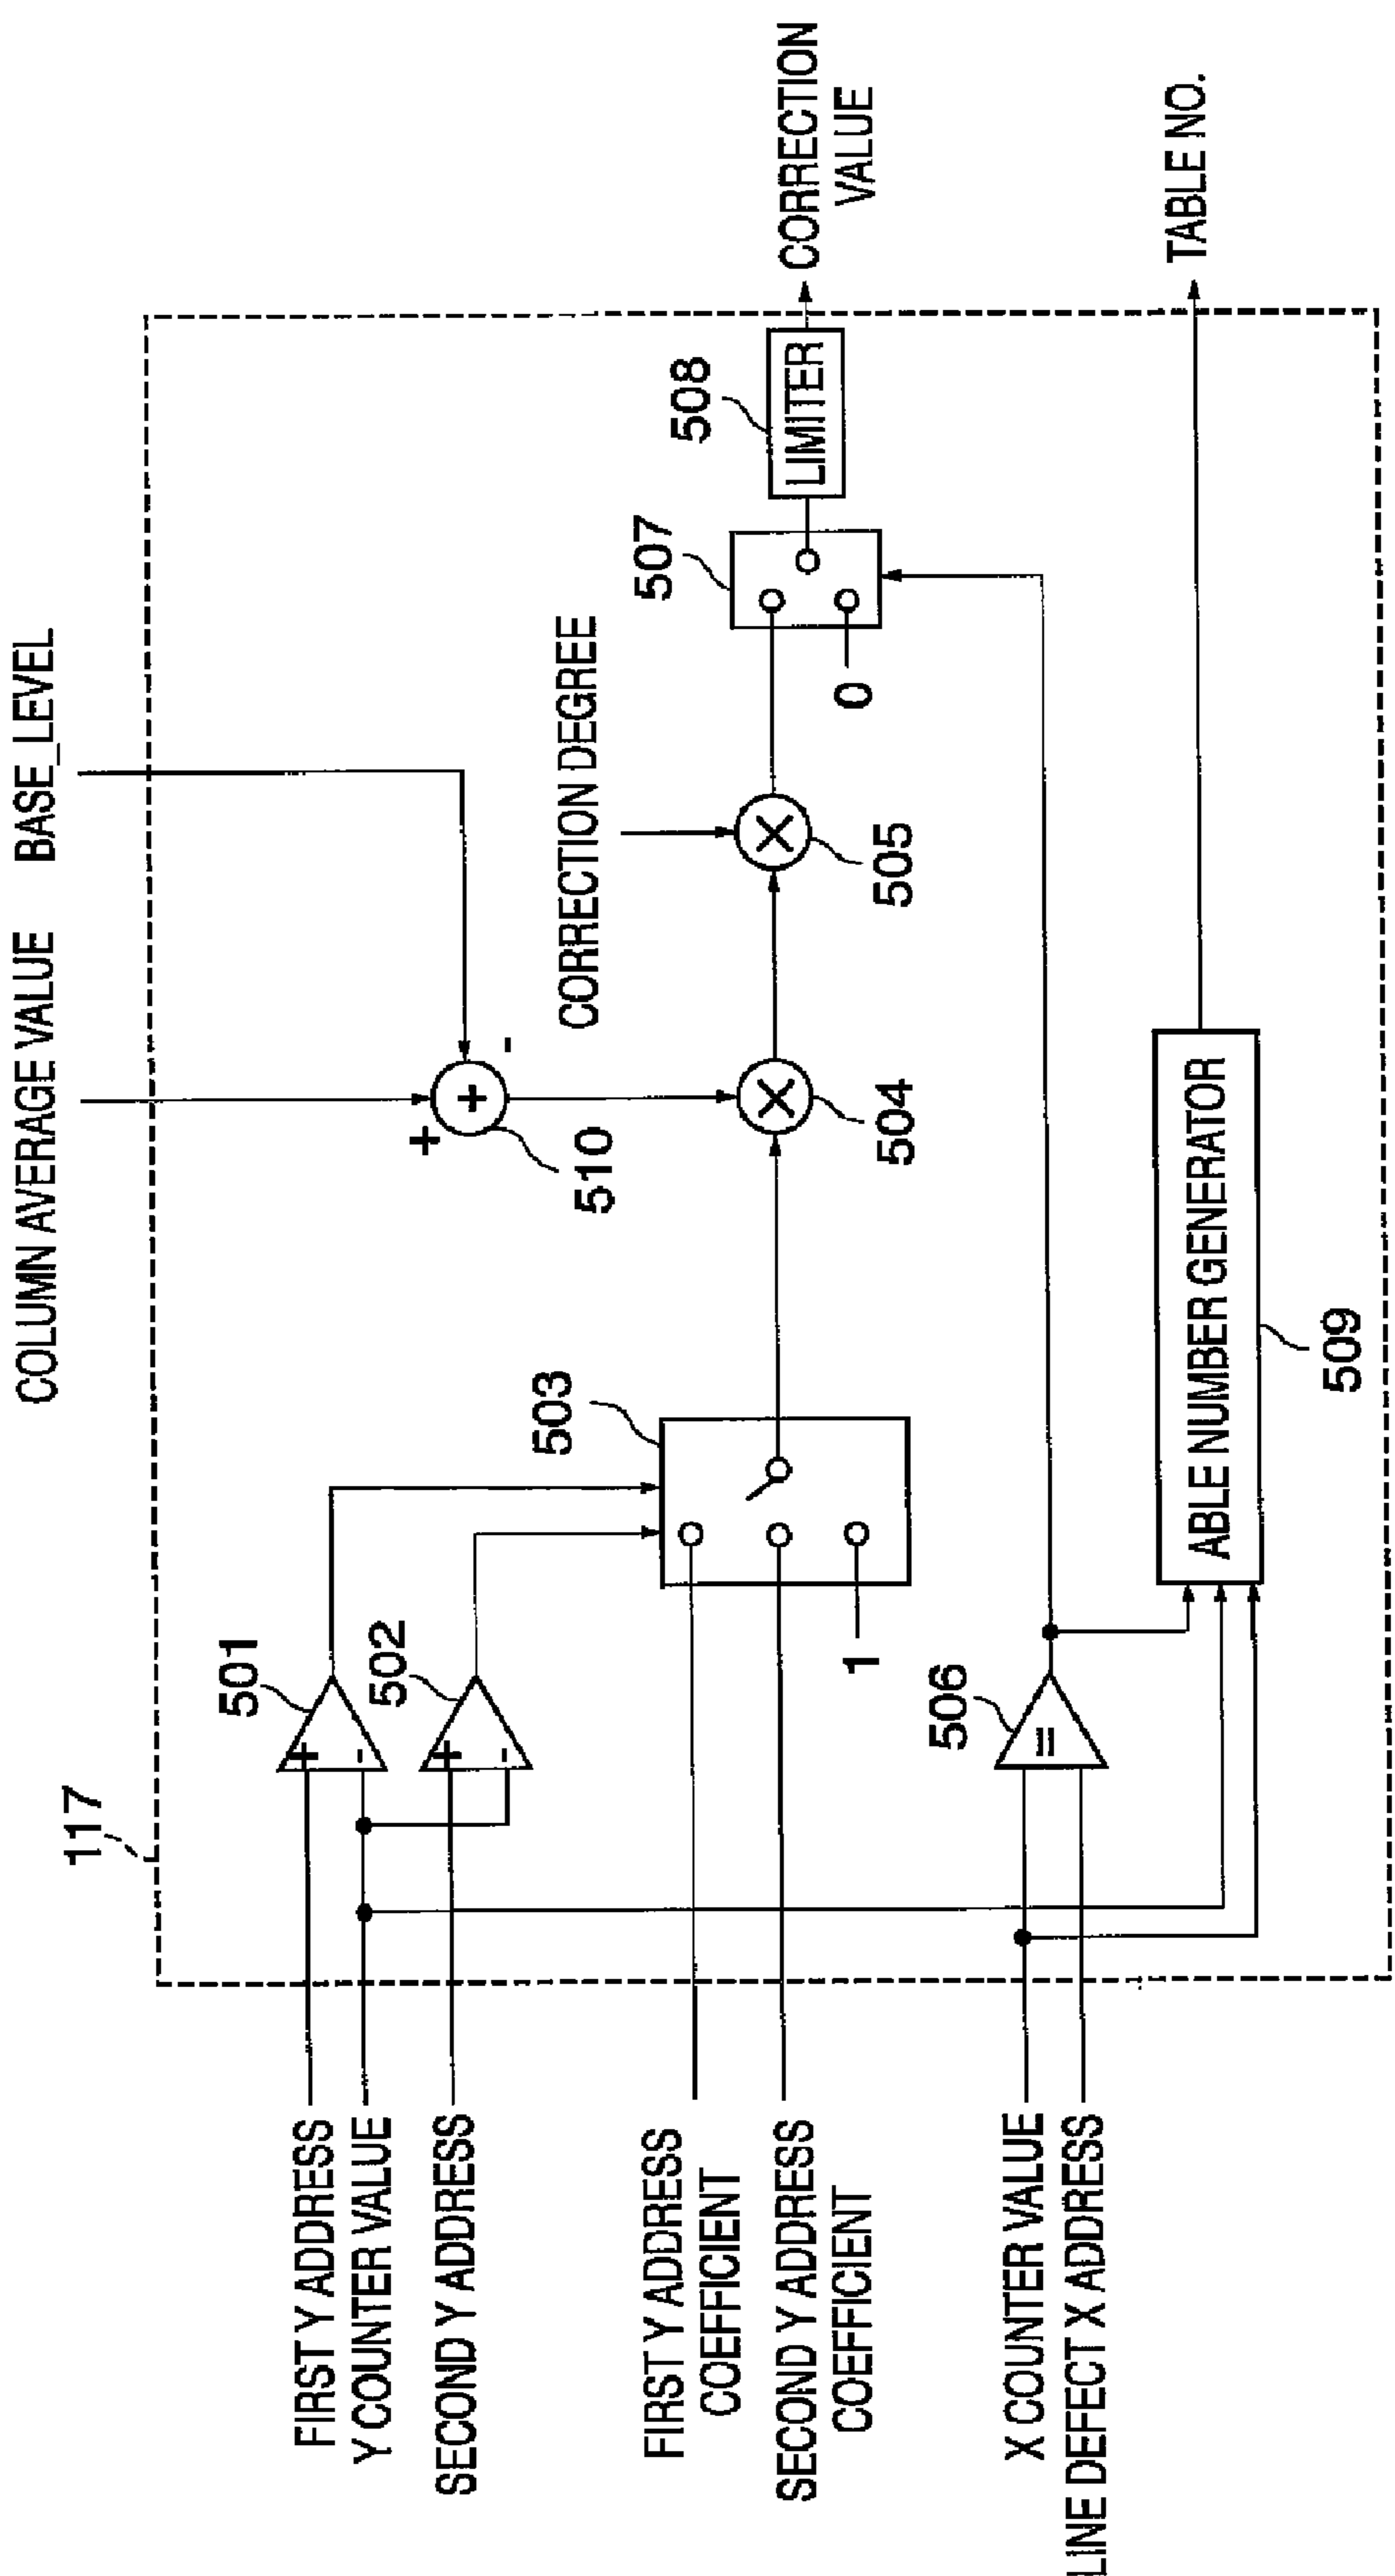 COLUMN AVERAGE VALUE
BASE_LEVEL
117
501
+
-
502
+
-
503
1
510
+
+
-
504
×
CORRECTION DEGREE
505
×
507
0
508
LIMITER
CORRECTION
VALUE
506
=
ABLE NUMBER GENERATOR
509
TABLE NO.
FIRST Y ADDRESS
Y COUNTER VALUE
SECOND Y ADDRESS
FIRST Y ADDRESS
COEFFICIENT
SECOND Y ADDRESS
COEFFICIENT
X COUNTER VALUE
LINE DEFECT X ADDRESS